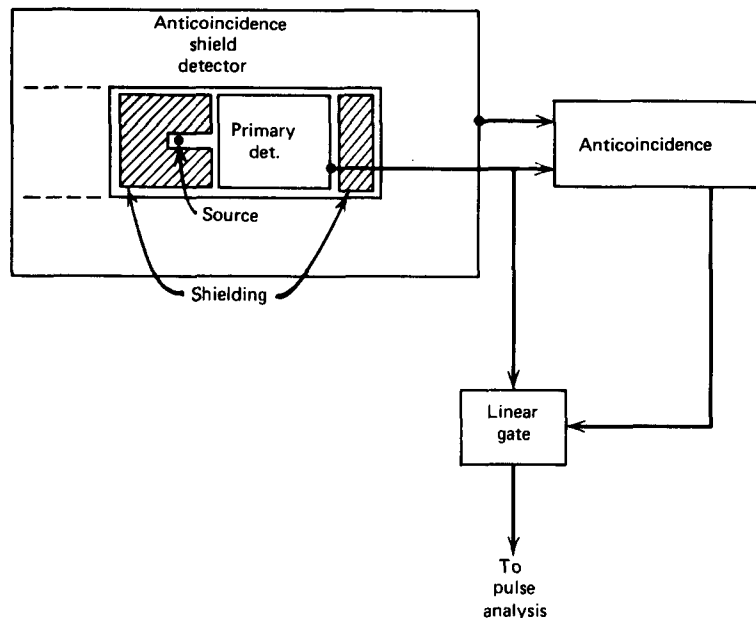 Anticoincidence
shield
detector
Primary
det.
Source
Shielding
Anticoincidence
Linear
gate
To
pulse
analysis